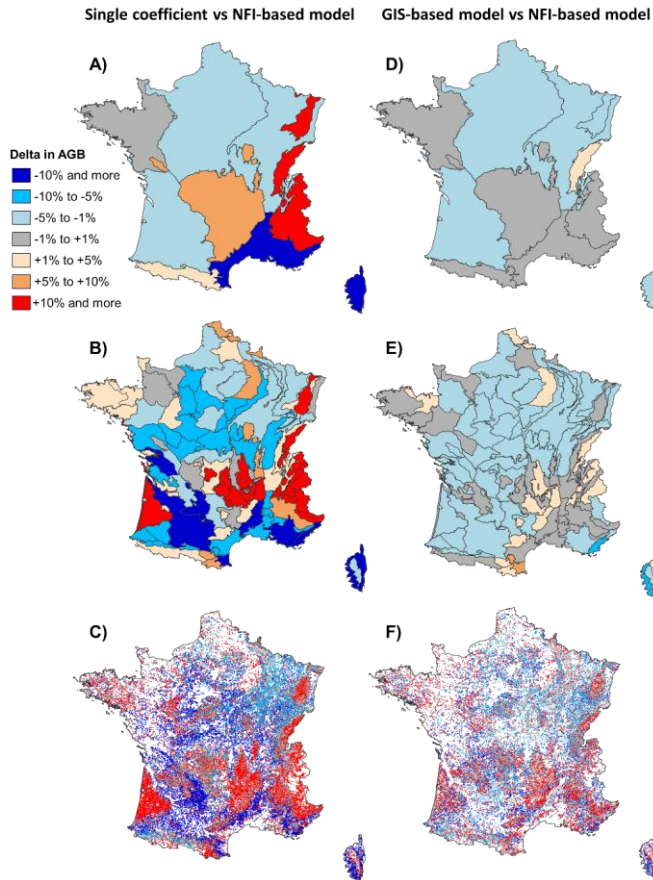 Single coefficient vs NFI-based model
GIS-based model vs NFI-based model
A)
D)
Delta in AGB
-10% and more
-10% to -5%
-5% to -1%
-1% to +1%
+1% to +5%
+5% to +10%
+10% and more
B)
E)
C)
F)